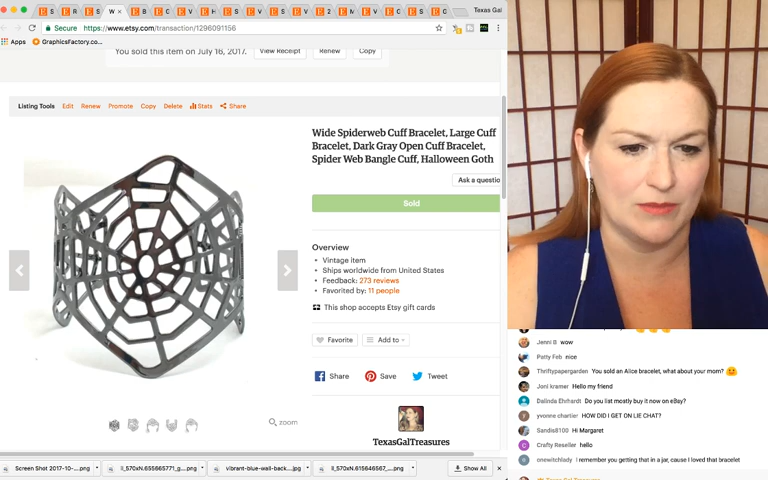 Texas Gal
Secure https://www.etsy.com/transaction/1296091156
Apps GraphicsFactory.co...
You sold this item on July 16, 2017. View Receipt Renew Copy
Listing Tools Edit Renew Promote Copy Delete Stats Share
Wide Spiderweb Cuff Bracelet, Large Cuff
Bracelet, Dark Gray Open Cuff Bracelet,
Spider Web Bangle Cuff, Halloween Goth
Ask a questio
Sold
Overview
• Vintage item
• Ships worldwide from United States
• Feedback: 273 reviews
• Favorited by: 11 people
This shop accepts Etsy gift cards
Favorite Add to
Share Save Tweet
zoom
TexasGalTreasures
Screen Shot 2017-10-....png il_570xN.655865771_g....png vibrant-blue-wall-back....jpg il_570xN.615646567_....png Show All
Jenni B wow
Patty Feb nice
Thriftypapergarden You sold an Alice bracelet, what about your mom?
Joni kramer Hello my friend
Dalinda Ehrhardt Do you list mostly buy it now on eBay?
yvonne chartier HOW DID I GET ON LIE CHAT?
Sandis8100 Hi Margaret
Crafty Reseller hello
onewitchlady I remember you getting that in a jar, cause I loved that bracelet